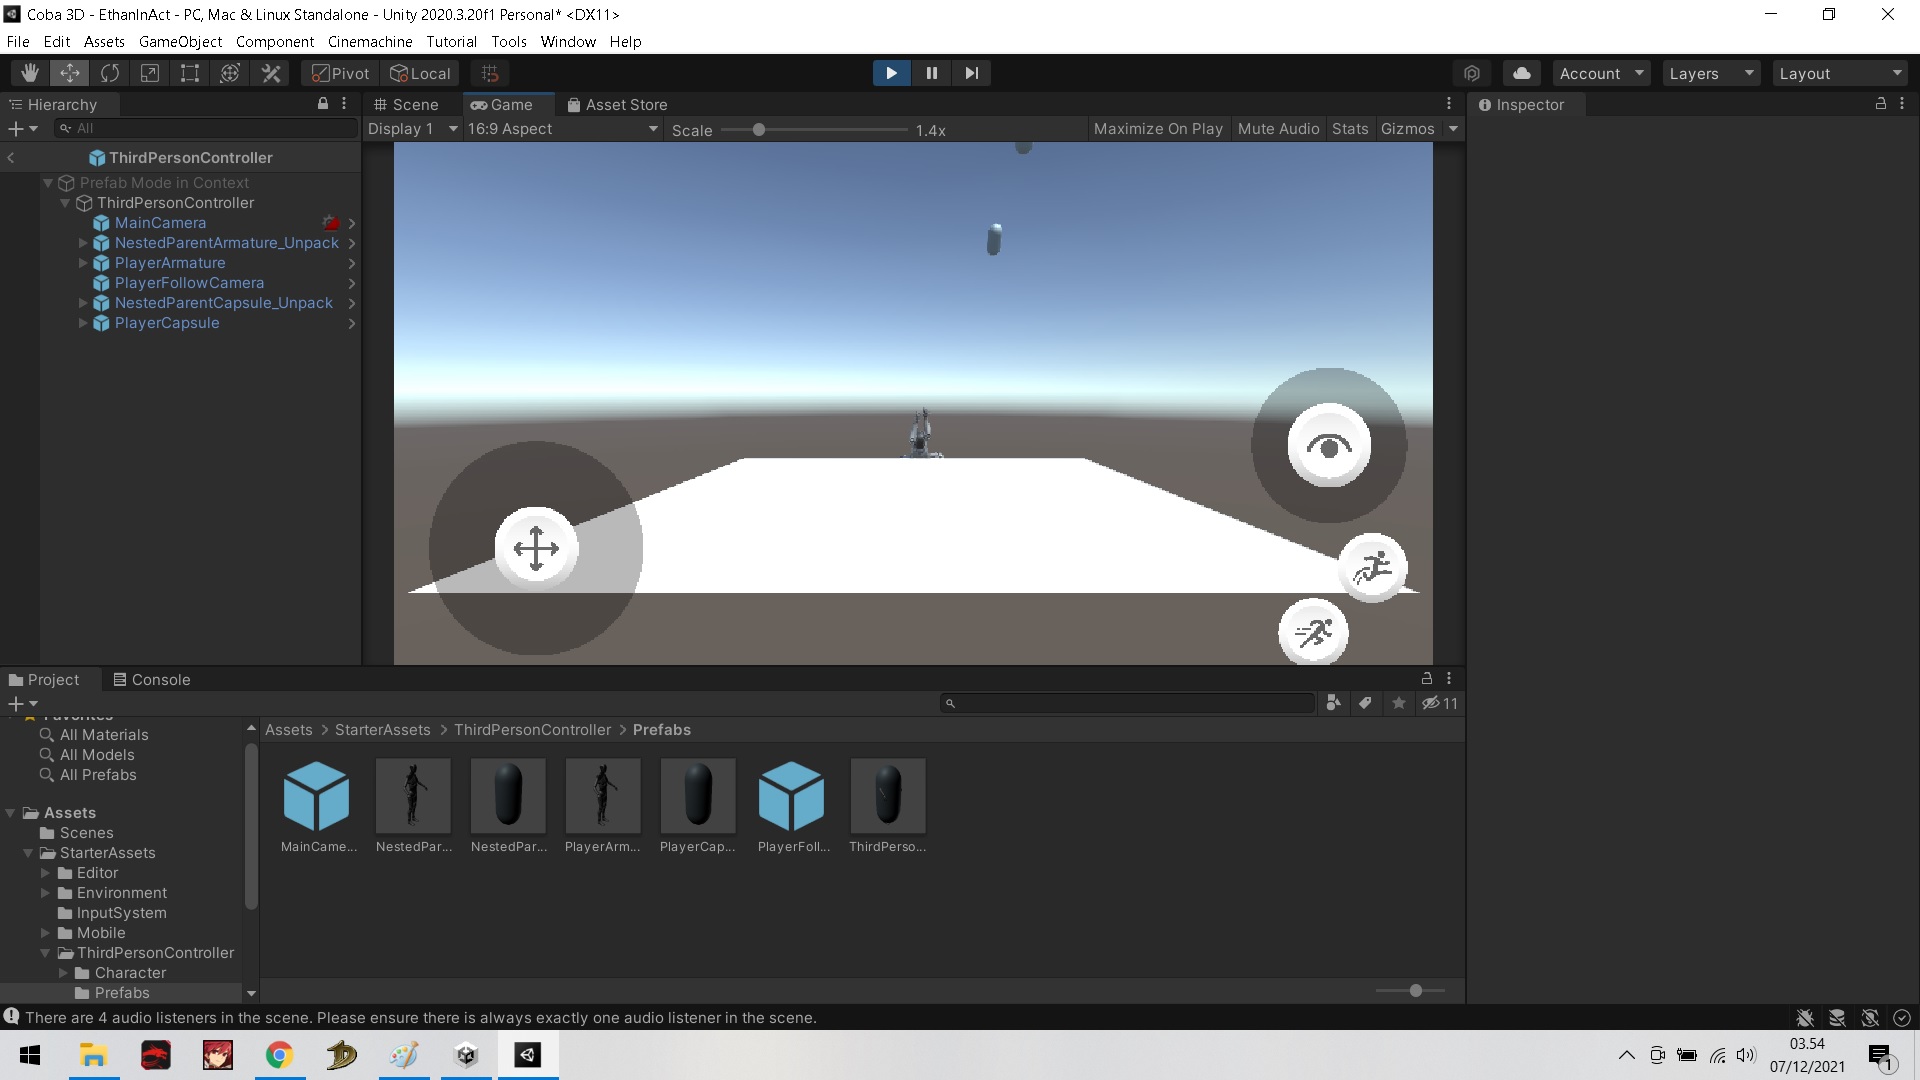 Coba 3D - EthanInAct - PC, Mac & Linux Standalone - Unity 2020.3.20f1 Personal* <DX11>
File Edit Assets GameObject Component Cinemachine Tutorial Tools Window Help
Pivot Local Account Layers Layout
Hierarchy
All
ThirdPersonController
Prefab Mode in Context
ThirdPersonController
MainCamera
NestedParentArmature_Unpack
PlayerArmature
PlayerFollowCamera
NestedParentCapsule_Unpack
PlayerCapsule
Scene Game Asset Store
Display 1 16:9 Aspect Scale 1.4x Maximize On Play Mute Audio Stats Gizmos
Inspector
Project Console
11
Favorites
All Materials
All Models
All Prefabs
Assets
Scenes
StarterAssets
Editor
Environment
InputSystem
Mobile
ThirdPersonController
Character
Prefabs
Assets > StarterAssets > ThirdPersonController > Prefabs
MainCame... NestedPar... NestedPar... PlayerArm... PlayerCap... PlayerFoll... ThirdPerso...
There are 4 audio listeners in the scene. Please ensure there is always exactly one audio listener in the scene.
03.54
07/12/2021
1